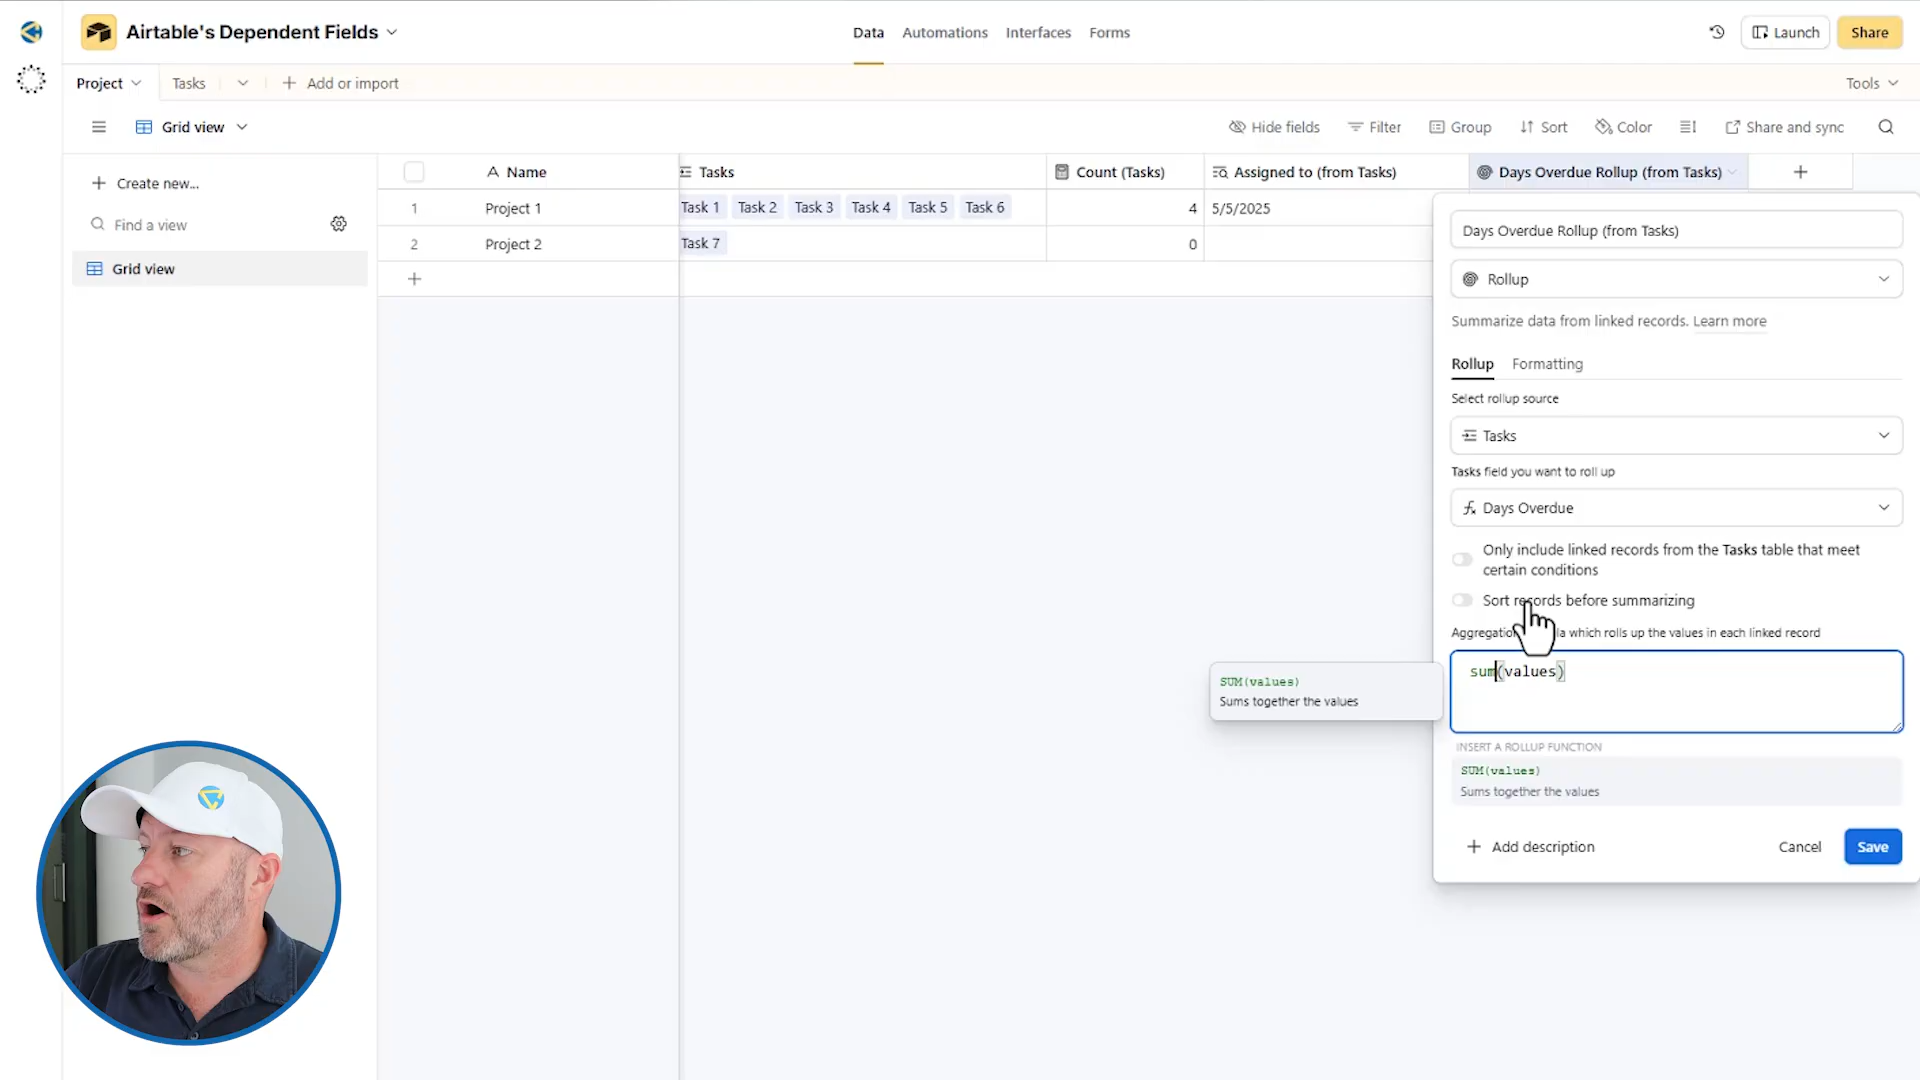 Airtable's Dependent Fields
Data Automations Interfaces Forms
Launch
Share
Project Tasks Add or import
Tools
Grid view
Hide fields Filter Group Sort Color Share and sync
Create new...
Find a view
Grid view
Name Tasks Count (Tasks) Assigned to (from Tasks) Days Overdue Rollup (from Tasks)
1 Project 1 Task 1 Task 2 Task 3 Task 4 Task 5 Task 6 4 5/5/2025
2 Project 2 Task 7 0
Days Overdue Rollup (from Tasks)
Rollup
Summarize data from linked records. Learn more
Rollup Formatting
Select rollup source
Tasks
Tasks field you want to roll up
Days Overdue
Only include linked records from the Tasks table that meet
certain conditions
Sort records before summarizing
which rolls up the values in each linked record
sum(values)
SUM(values)
Sums together the values
INSERT A ROLLUP FUNCTION
SUM(values)
Sums together the values
Add description
Cancel
Save